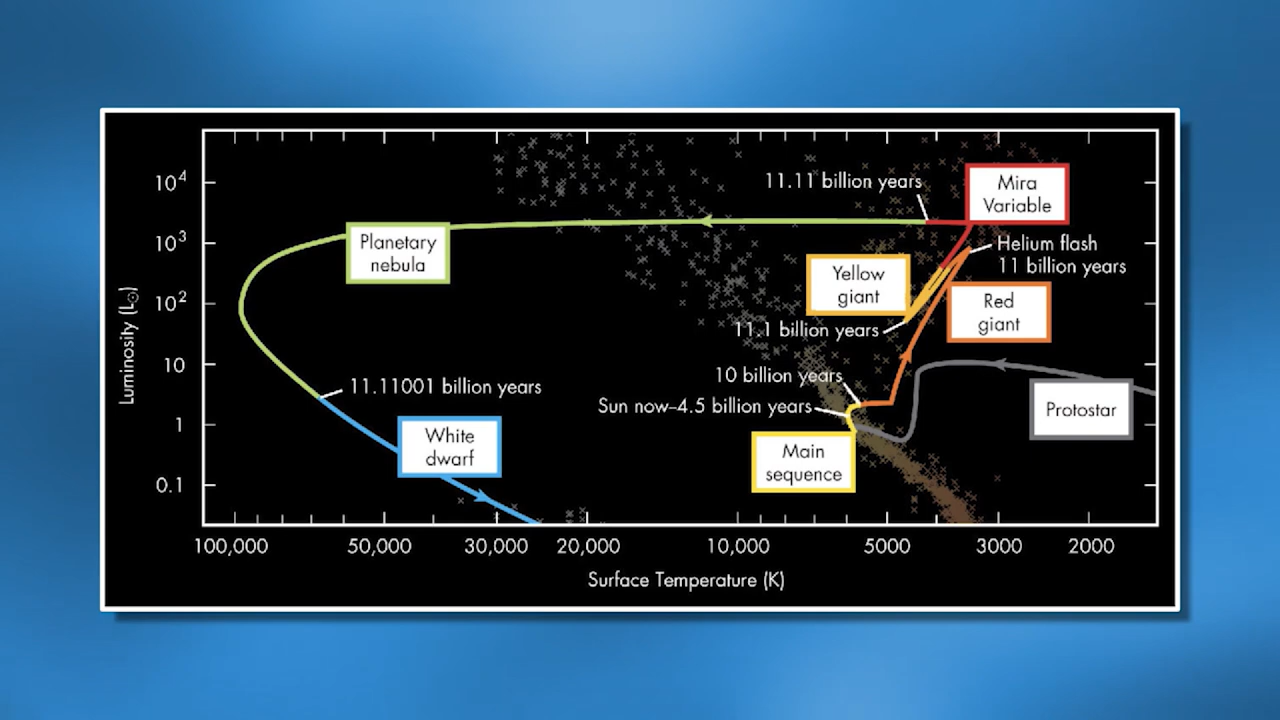 11.11 billion years
Mira
Variable
10⁴
Planetary
nebula
10³
Helium flash
11 billion years
Yellow
giant
Red
giant
10²
11.1 billion years
Luminosity (L☉)
10
10 billion years
11.11001 billion years
Sun now–4.5 billion years
Protostar
1
White
dwarf
Main
sequence
0.1
100,000 50,000 30,000 20,000 10,000 5000 3000 2000
Surface Temperature (K)